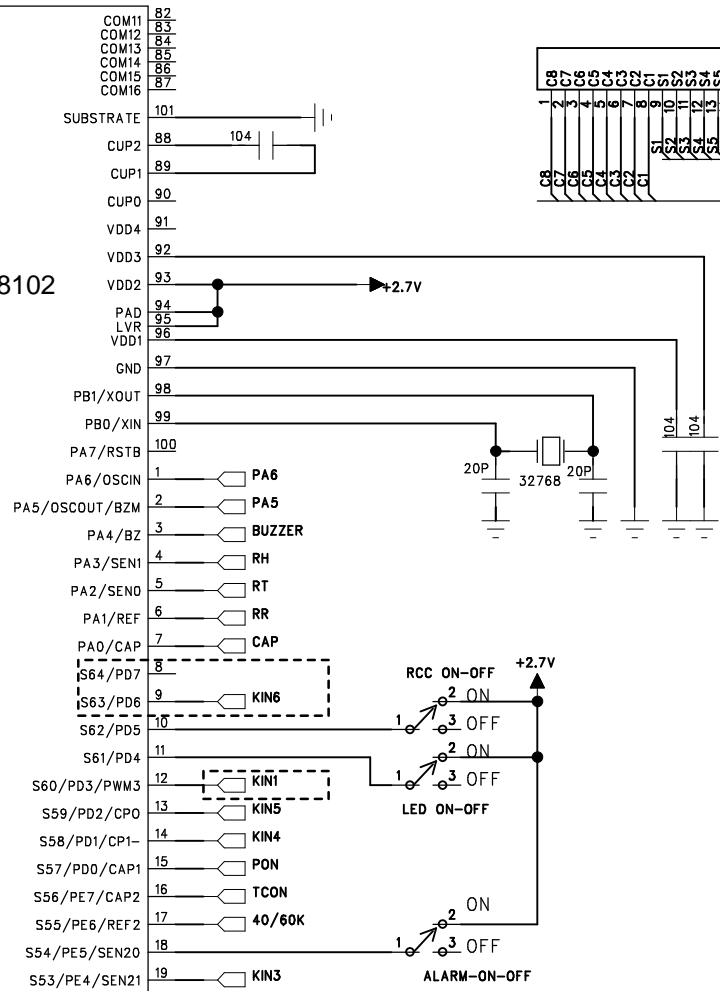 COM11 82
COM12 83
COM13 84
COM14 85
COM15 86
COM16 87
SUBSTRATE 101
CUP2 88 104
CUP1 89
CUP0 90
VDD4 91
VDD3 92
8102
VDD2 93 +2.7V
PAD 94
LVR 95
VDD1 96
GND 97
PB1/XOUT 98
PB0/XIN 99
PA7/RSTB 100
20P 32768 20P
104 104
PA6/OSCIN 1 PA6
PA5/OSCOUT/BZM 2 PA5
PA4/BZ 3 BUZZER
PA3/SEN1 4 RH
PA2/SEN0 5 RT
PA1/REF 6 RR
PA0/CAP 7 CAP
S64/PD7 8
RCC ON-OFF +2.7V
S63/PD6 9 KIN6
2 ON
S62/PD5 10 1 3 OFF
S61/PD4 11 2 ON
S60/PD3/PWM3 12 KIN1 1 3 OFF
S59/PD2/CP0 13 KIN5 LED ON-OFF
S58/PD1/CP1- 14 KIN4
S57/PD0/CAP1 15 PON
S56/PE7/CAP2 16 TCON
S55/PE6/REF2 17 40/60K 2 ON
S54/PE5/SEN20 18 1 3 OFF
S53/PE4/SEN21 19 KIN3 ALARM-ON-OFF
C8 C7 C6 C5 C4 C3 C2 C1 S1 S2 S3 S4 S5
1 2 3 4 5 6 7 8 9 10 11 12 13
S1 S2 S3 S4 S5
C8 C7 C6 C5 C4 C3 C2 C1